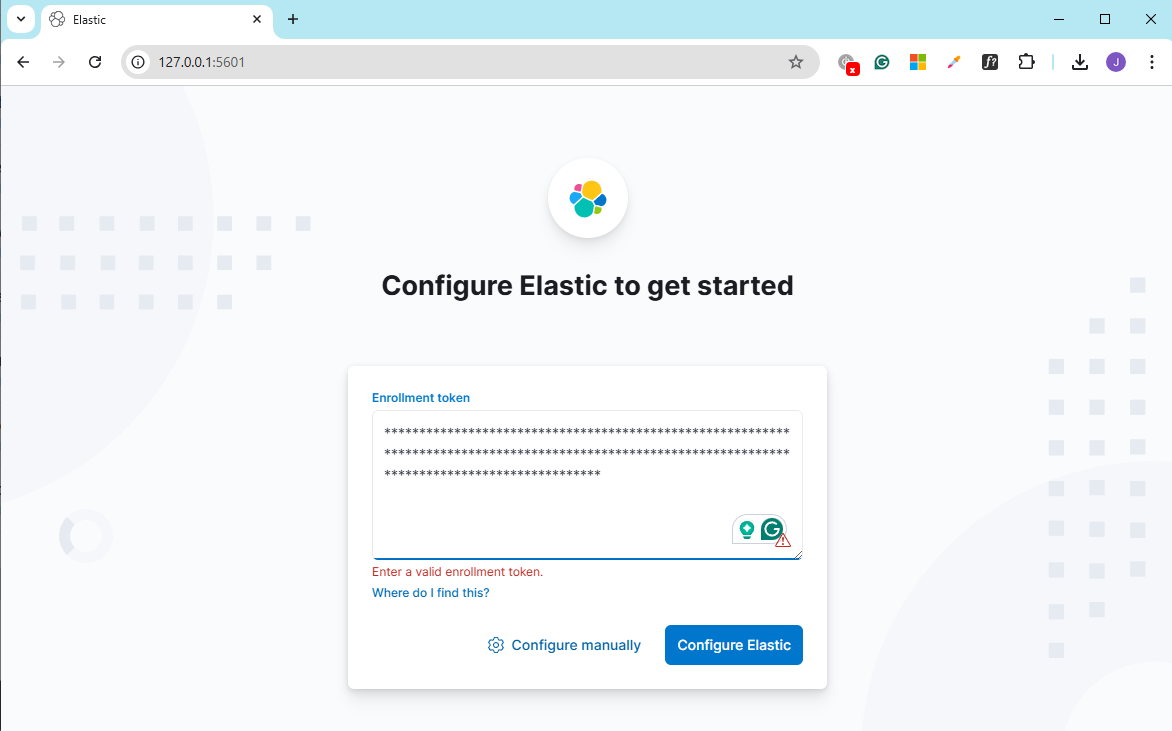 Elastic
127.0.0.1:5601
x
f?
J
Configure Elastic to get started
Enrollment token
**********************************************************
**********************************************************
*******************************
Enter a valid enrollment token.
Where do I find this?
Configure manually
Configure Elastic